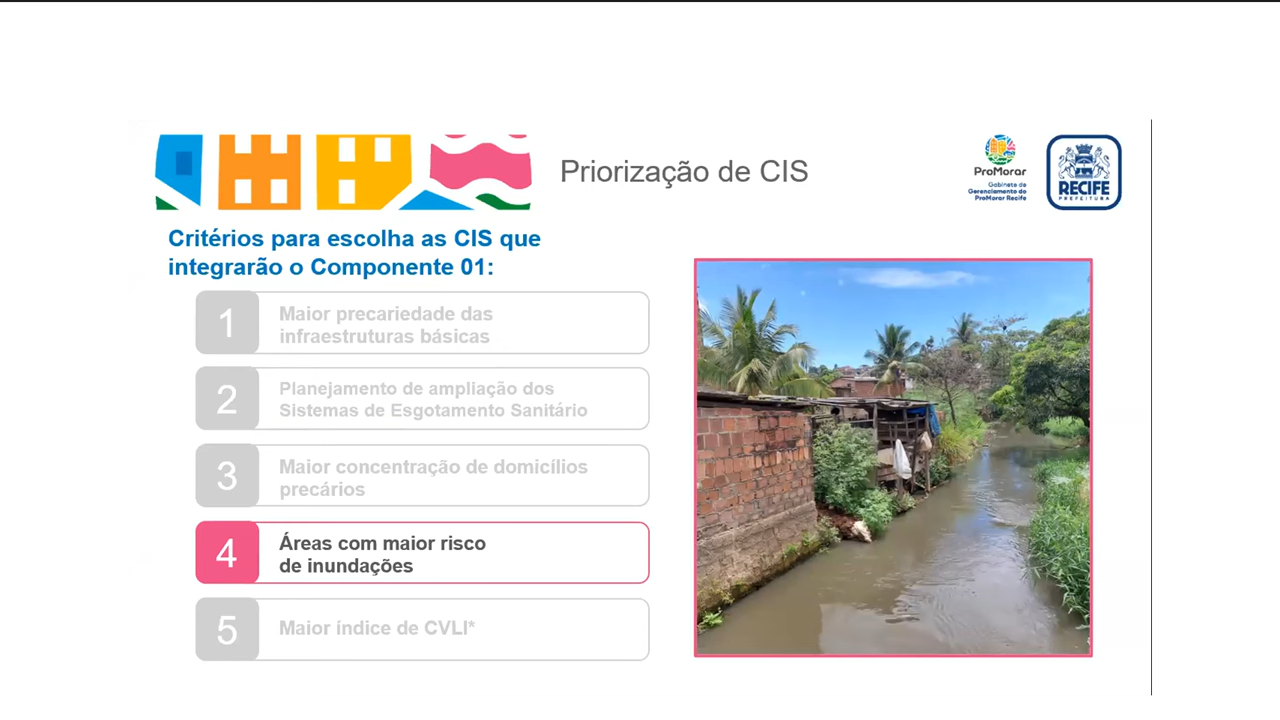 Priorização de CIS
ProMorar
Gabinete de
Gerenciamento do
ProMorar Recife
RECIFE
PREFEITURA
Critérios para escolha as CIS que
integrarão o Componente 01:
1
Maior precariedade das
infraestruturas básicas
2
Planejamento de ampliação dos
Sistemas de Esgotamento Sanitário
3
Maior concentração de domicílios
precários
4
Áreas com maior risco
de inundações
5
Maior índice de CVLI*